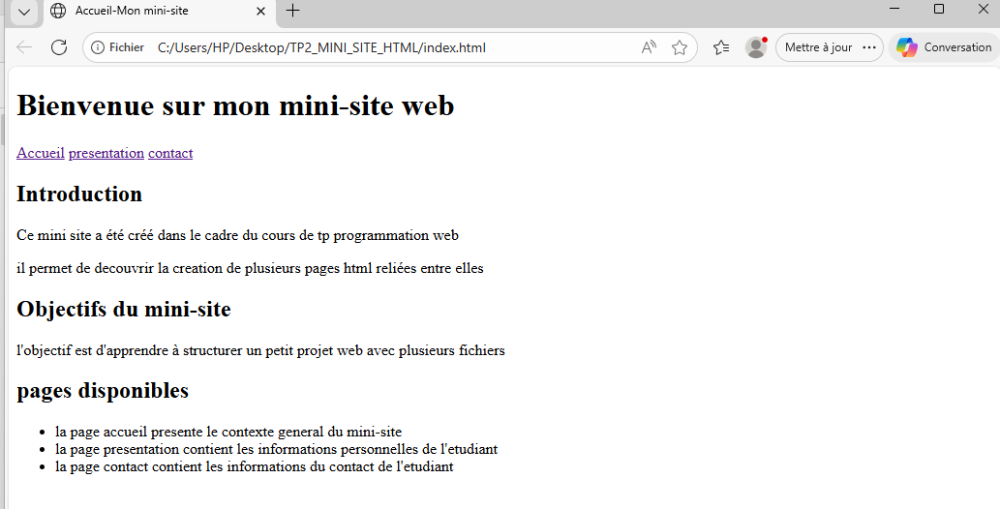 Accueil-Mon mini-site
Fichier C:/Users/HP/Desktop/TP2_MINI_SITE_HTML/index.html Mettre à jour Conversation
Bienvenue sur mon mini-site web
Accueil presentation contact
Introduction
Ce mini site a été créé dans le cadre du cours de tp programmation web
il permet de decouvrir la creation de plusieurs pages html reliées entre elles
Objectifs du mini-site
l'objectif est d'apprendre à structurer un petit projet web avec plusieurs fichiers
pages disponibles
la page accueil presente le contexte general du mini-site
la page presentation contient les informations personnelles de l'etudiant
la page contact contient les informations du contact de l'etudiant